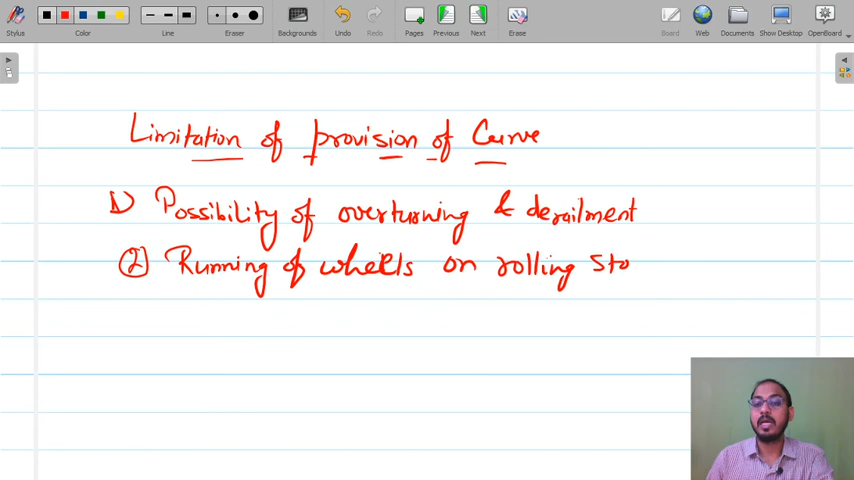 Stylus
Color
Line
Eraser
Backgrounds
Undo
Redo
Pages
Previous
Next
Erase
Board
Web
Documents
Show Desktop
OpenBoard
Limitation of provision of Curve
1) Possibility of overturning & derailment
② Running of wheels on rolling Sto